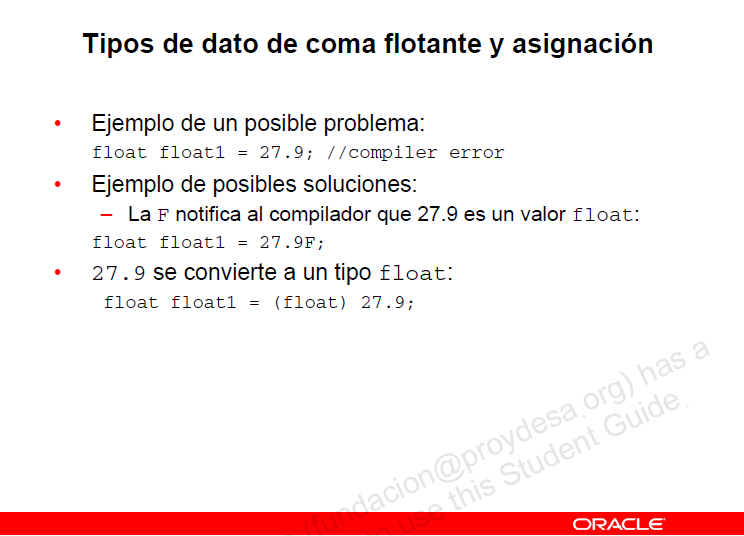 Tipos de dato de coma flotante y asignación
• Ejemplo de un posible problema:
float float1 = 27.9; //compiler error
• Ejemplo de posibles soluciones:
– La F notifica al compilador que 27.9 es un valor float:
float float1 = 27.9F;
• 27.9 se convierte a un tipo float:
float float1 = (float) 27.9;
(fundacion@proydesa.org) has a
use this Student Guide.
ORACLE